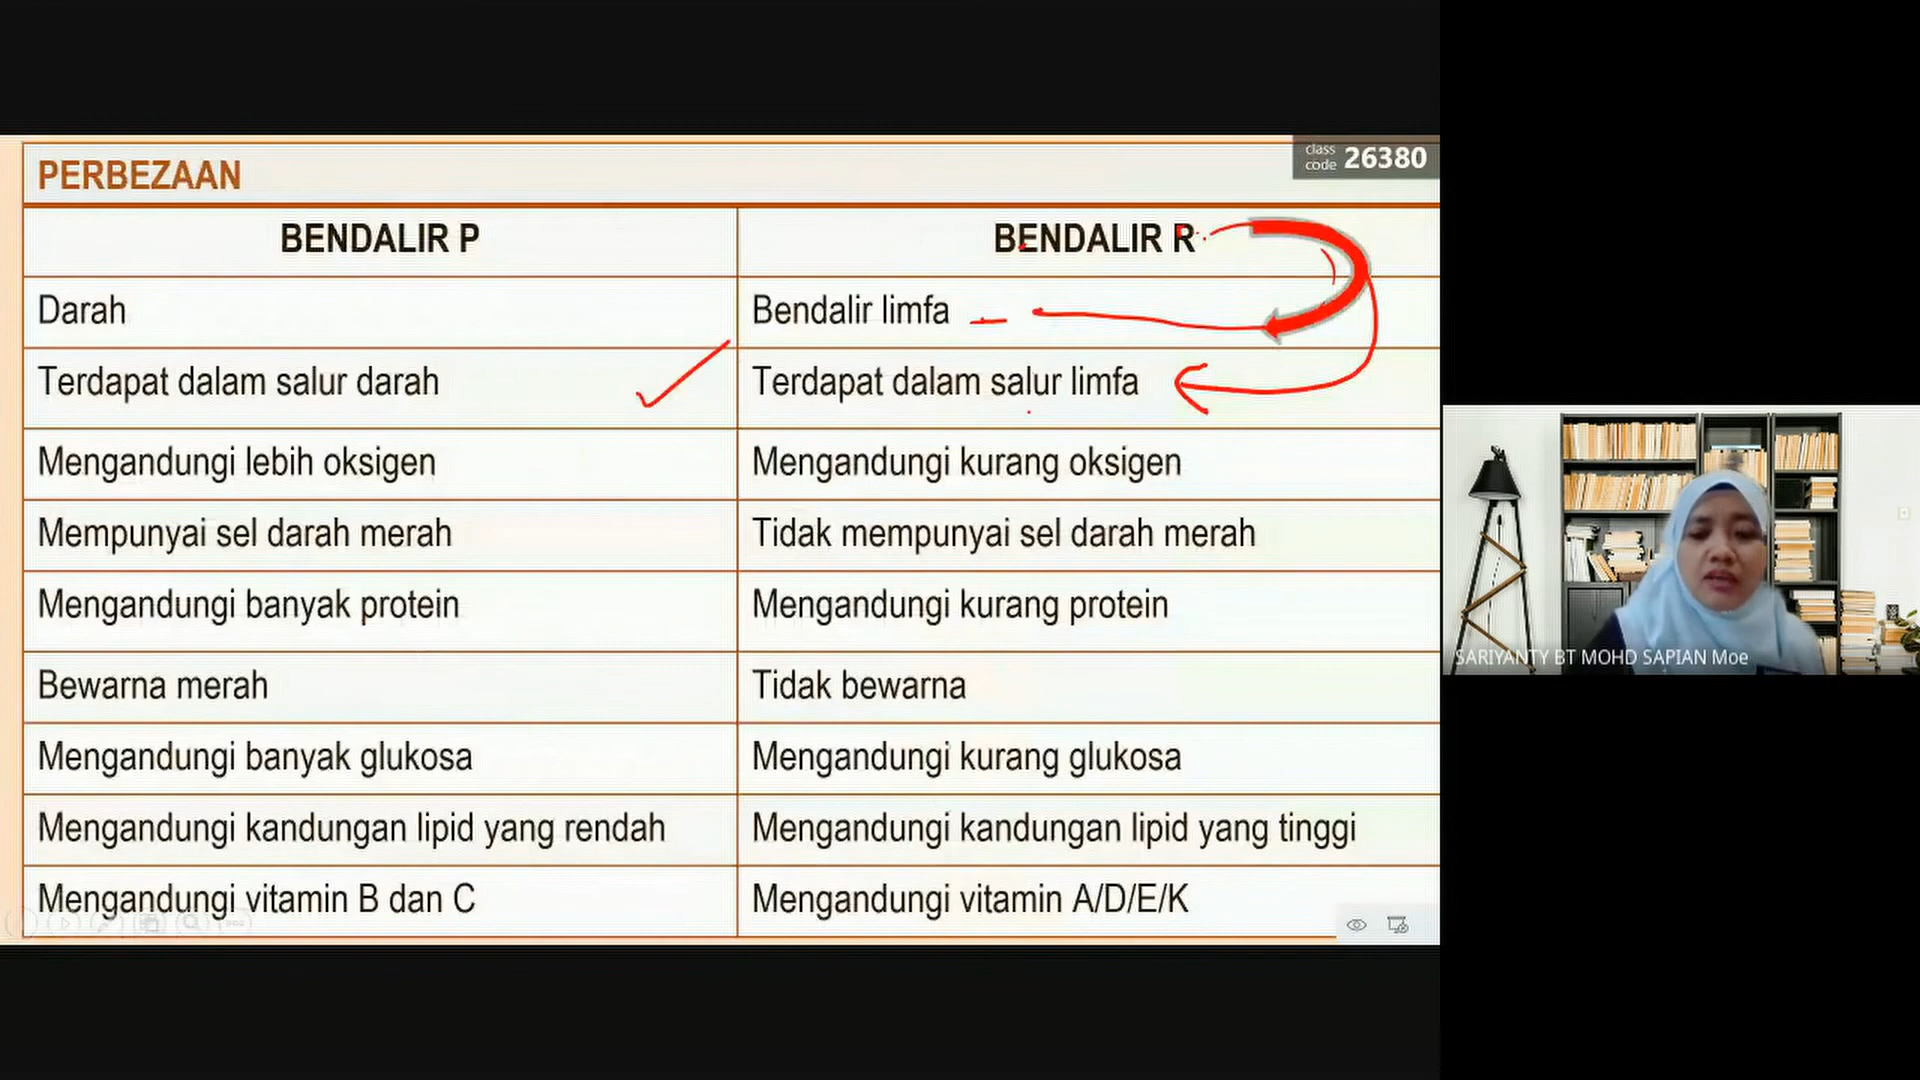 class
code 26380
PERBEZAAN
BENDALIR P
BENDALIR R
Darah
Bendalir limfa
Terdapat dalam salur darah
Terdapat dalam salur limfa
Mengandungi lebih oksigen
Mengandungi kurang oksigen
Mempunyai sel darah merah
Tidak mempunyai sel darah merah
Mengandungi banyak protein
Mengandungi kurang protein
Bewarna merah
Tidak bewarna
Mengandungi banyak glukosa
Mengandungi kurang glukosa
Mengandungi kandungan lipid yang rendah
Mengandungi kandungan lipid yang tinggi
Mengandungi vitamin B dan C
Mengandungi vitamin A/D/E/K
SARIYANTY BT MOHD SAPIAN Moe